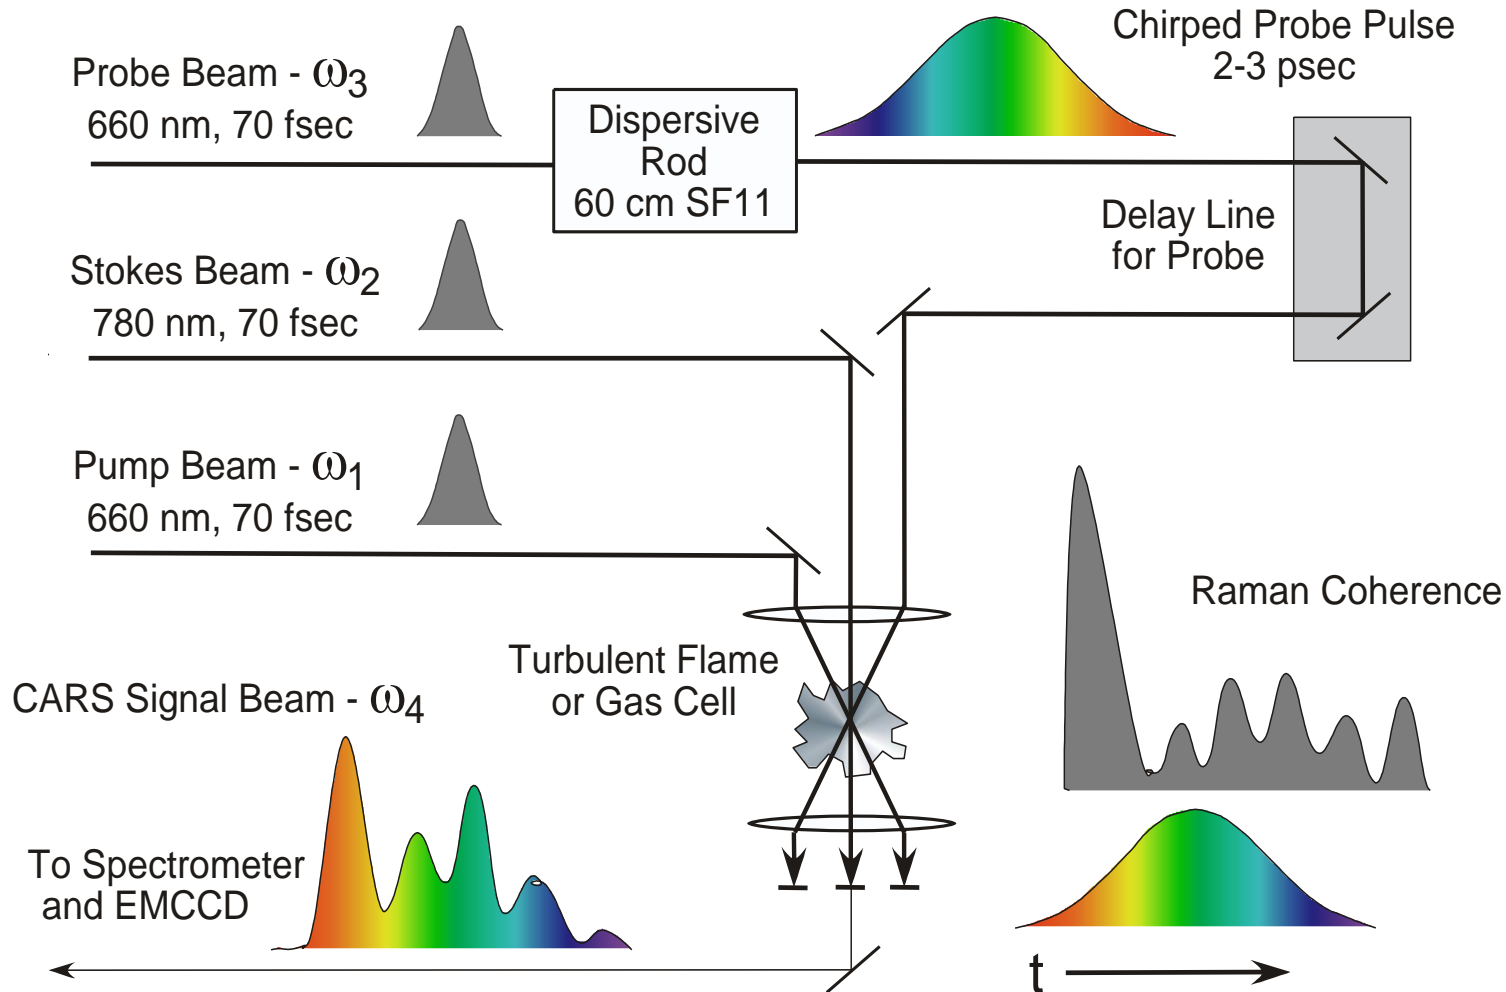 Probe Beam - ω3
660 nm, 70 fsec
Dispersive
Rod
60 cm SF11
Chirped Probe Pulse
2-3 psec
Delay Line
for Probe
Stokes Beam - ω2
780 nm, 70 fsec
Pump Beam - ω1
660 nm, 70 fsec
Raman Coherence
Turbulent Flame
or Gas Cell
CARS Signal Beam - ω4
To Spectrometer
and EMCCD
t